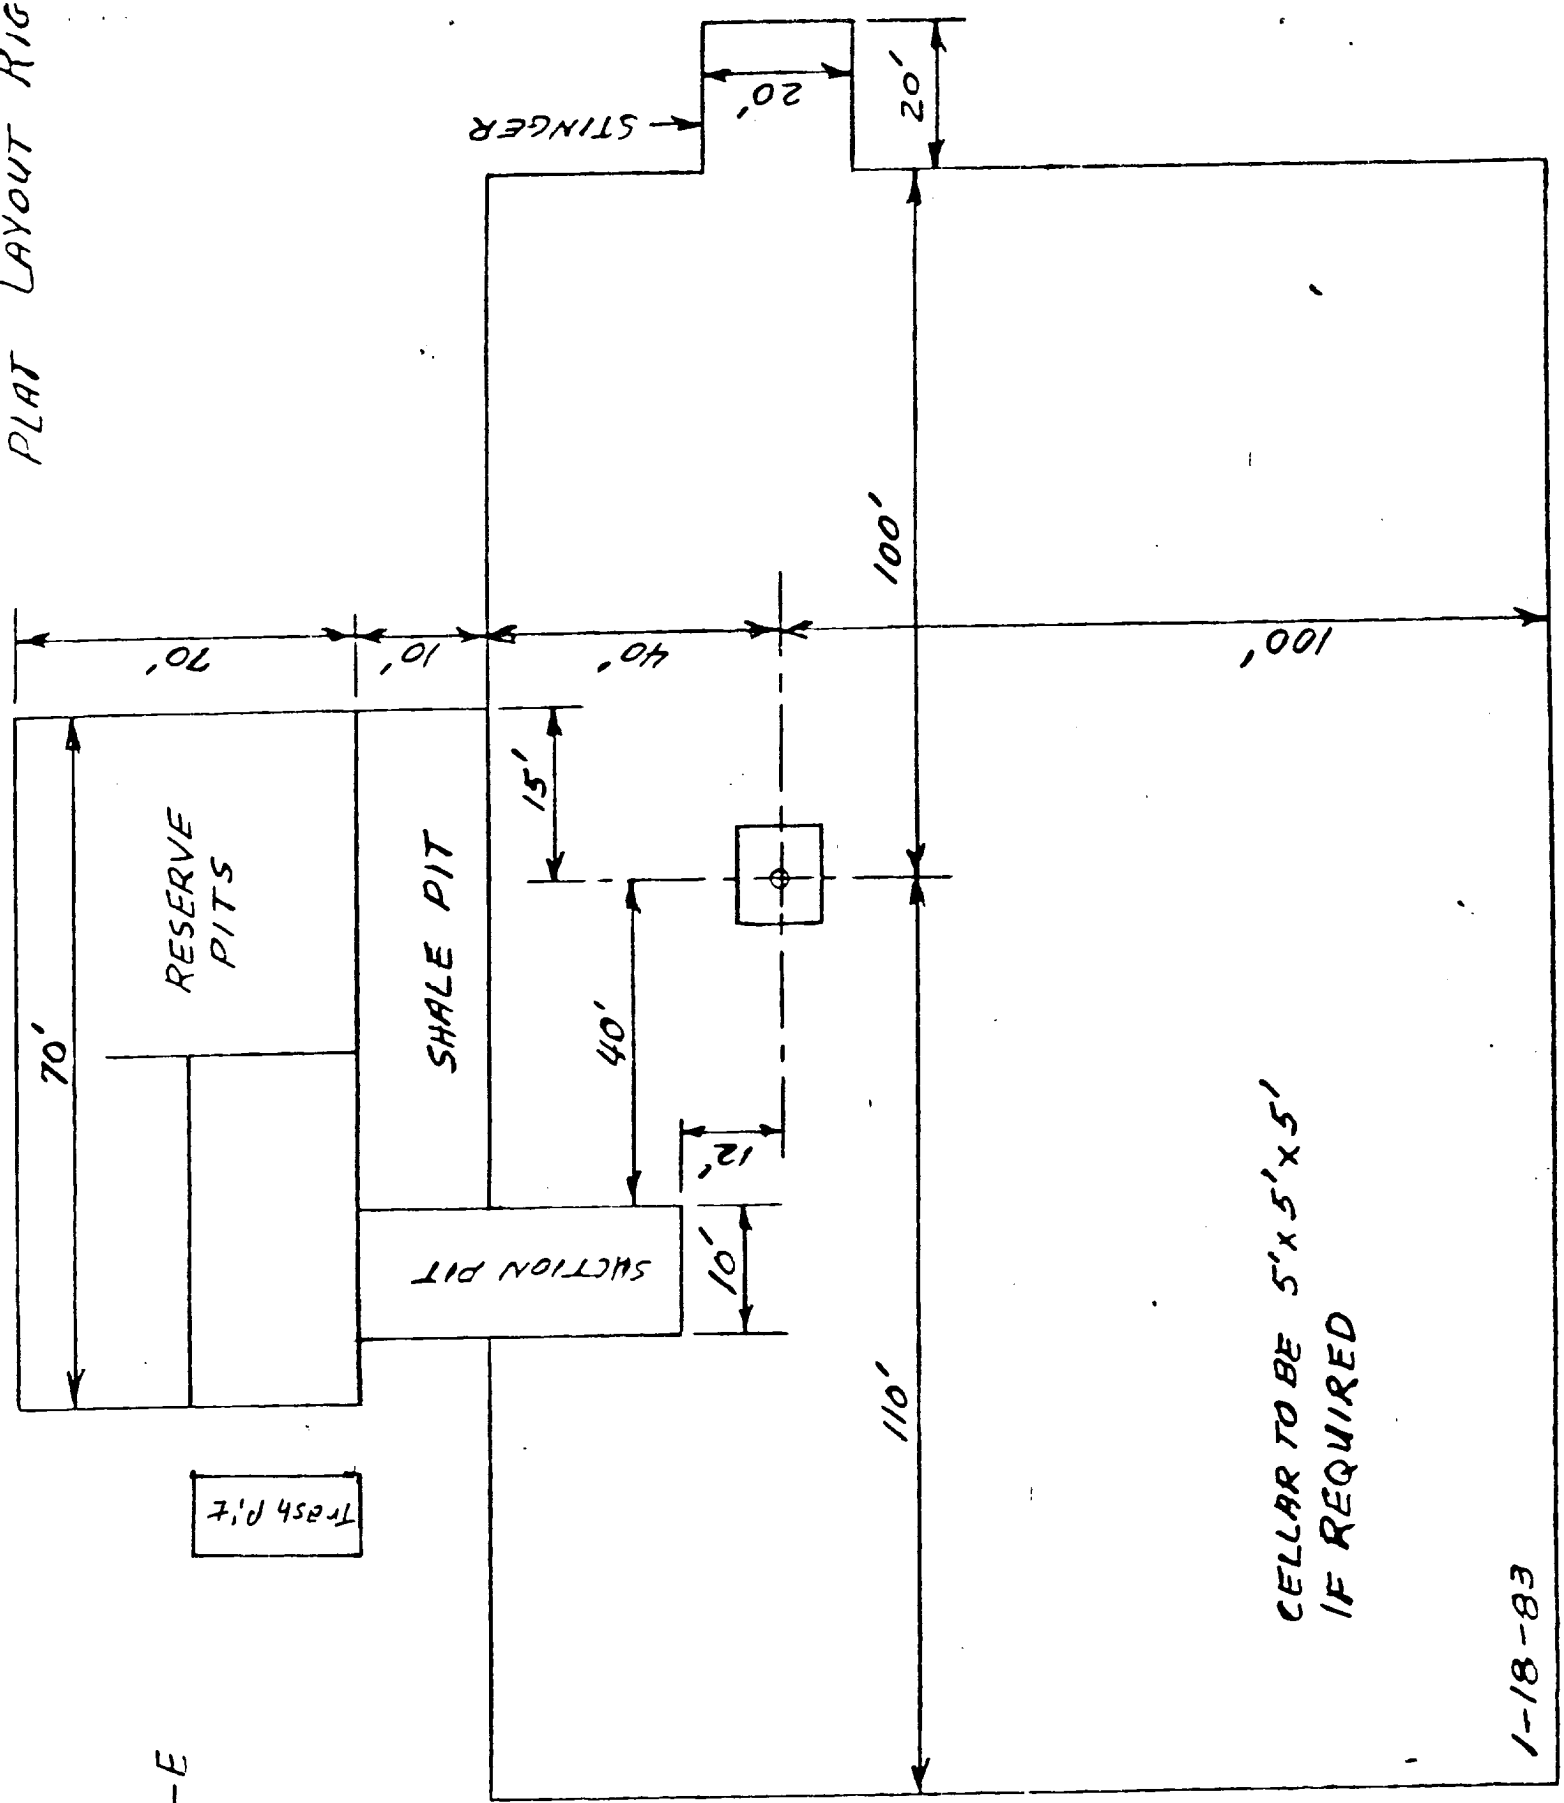 PLAT LAYOUT RIG
-E
70'
RESERVE
PITS
70'
10'
40'
100'
SHALE PIT
15'
40'
12'
10'
SUCTION PIT
Trash Pit
STINGER
20'
20'
100'
110'
CELLAR TO BE 5'x5'x5'
IF REQUIRED
1-18-83